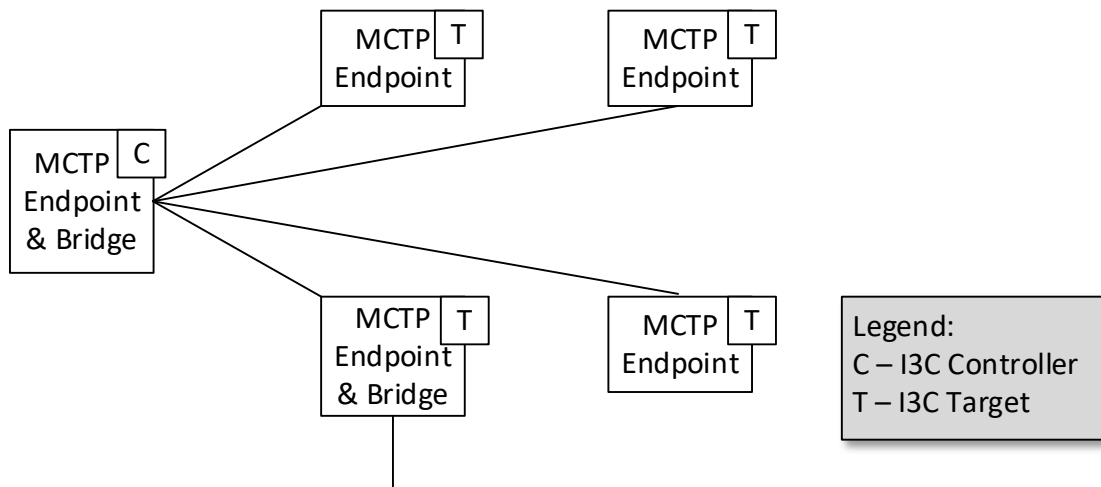 MCTP T
Endpoint
MCTP T
Endpoint
MCTP C
Endpoint
& Bridge
MCTP T
Endpoint
& Bridge
MCTP T
Endpoint
Legend:
C – I3C Controller
T – I3C Target